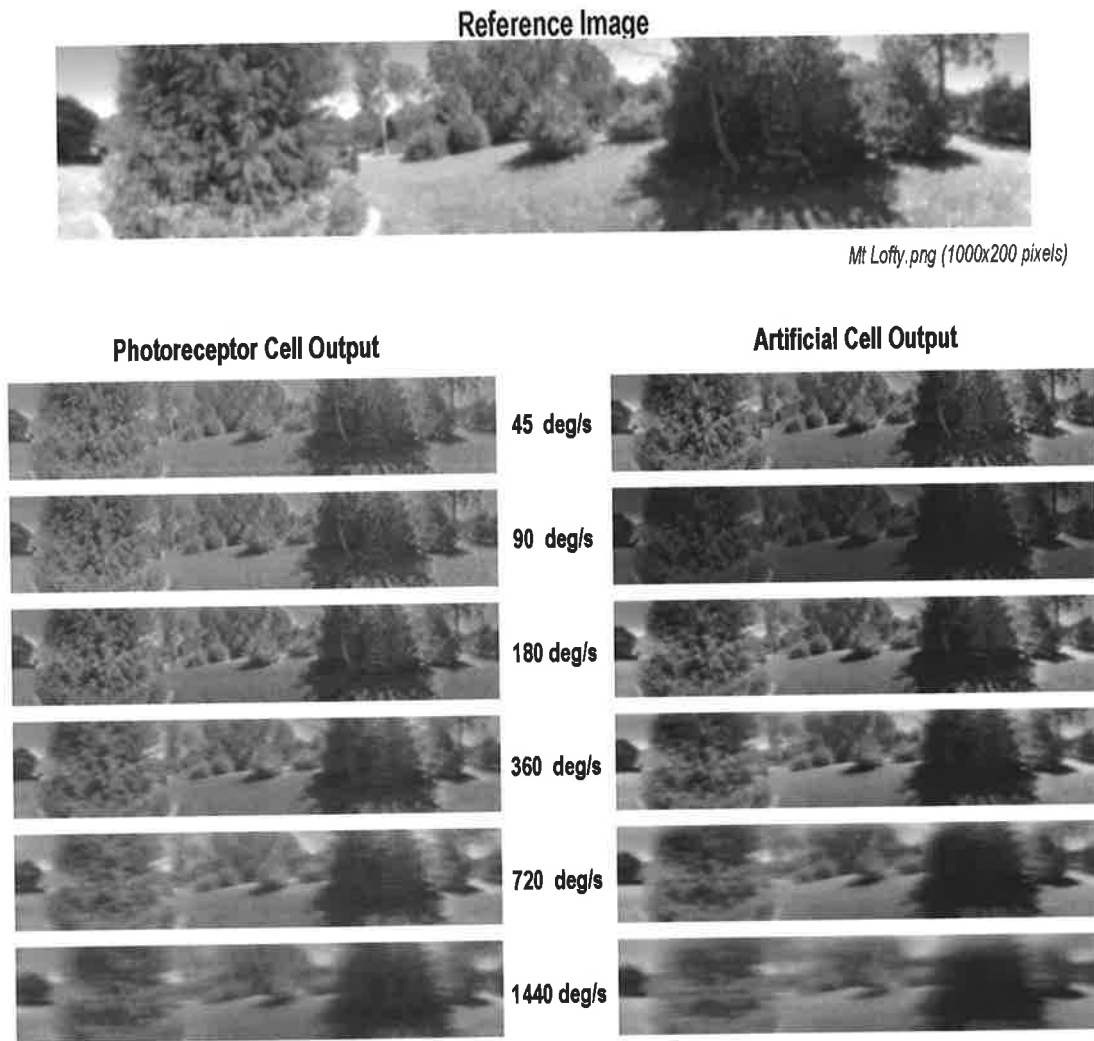 Reference Image
Mt Lofty.png (1000x200 pixels)
Photoreceptor Cell Output
Artificial Cell Output
45 deg/s
90 deg/s
180 deg/s
360 deg/s
720 deg/s
1440 deg/s